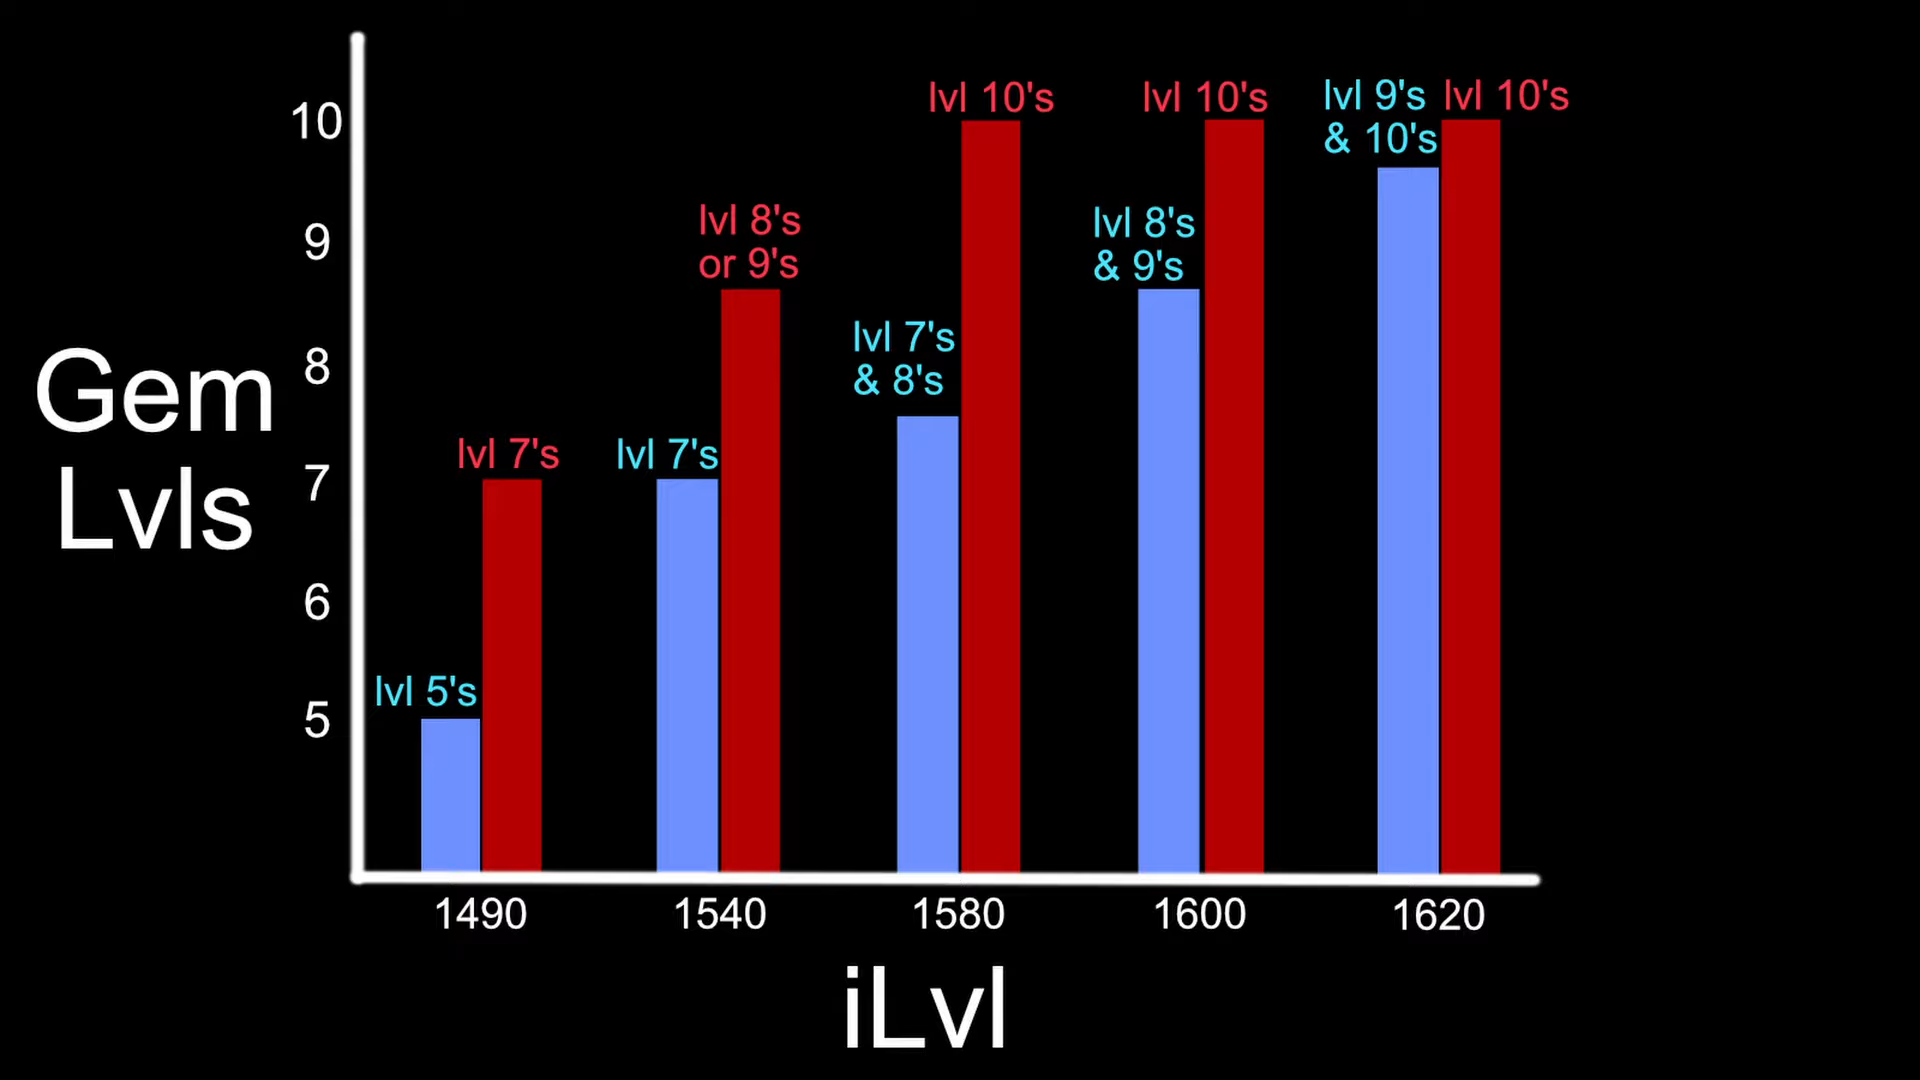 10
9
8
7
6
5
Gem
Lvls
lvl 5's
lvl 7's
lvl 7's
lvl 8's
or 9's
lvl 7's
& 8's
lvl 10's
lvl 8's
& 9's
lvl 10's
lvl 9's
& 10's
lvl 10's
1490
1540
1580
1600
1620
iLvl